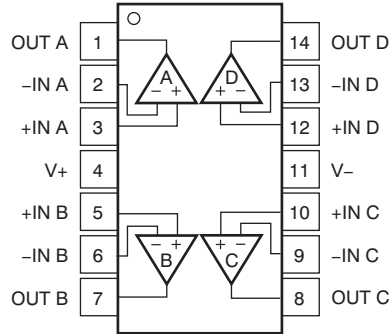 OUT A 1 14 OUT D
−IN A 2 A D 13 −IN D
− + + −
+IN A 3 12 +IN D
V+ 4 11 V−
+IN B 5 10 +IN C
− + + −
−IN B 6 B C 9 −IN C
OUT B 7 8 OUT C